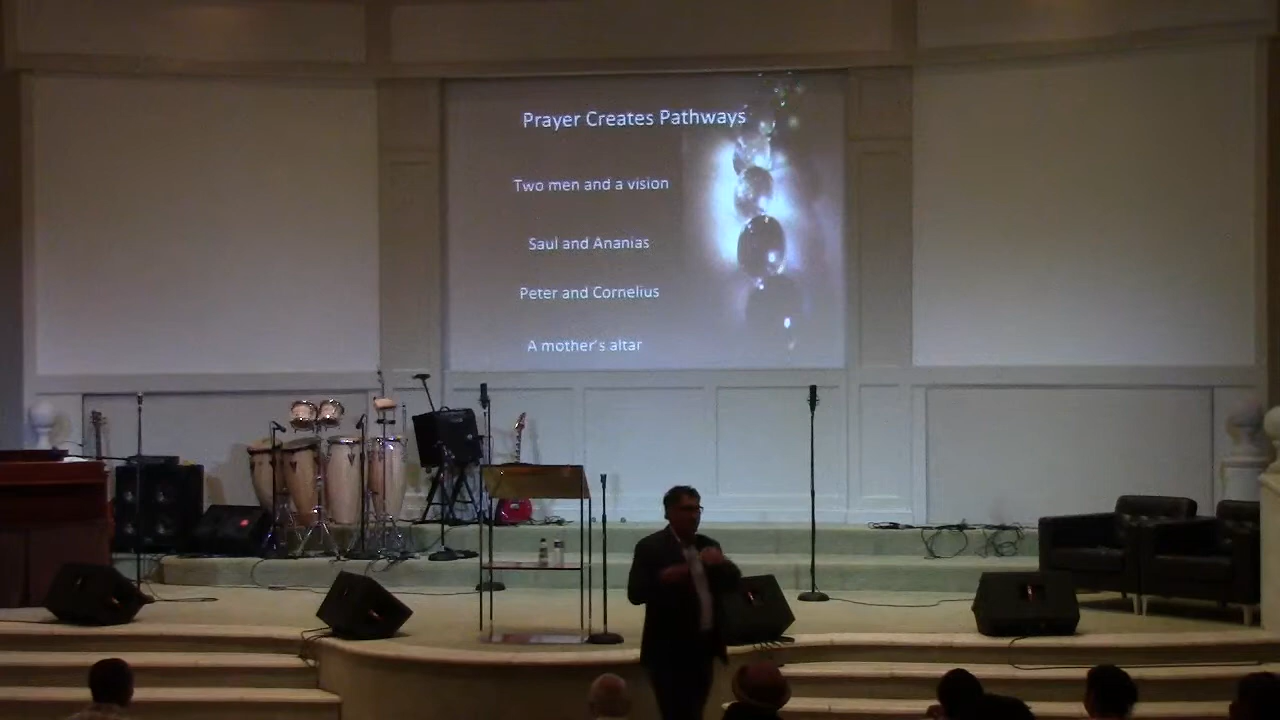 Prayer Creates Pathways
Two men and a vision
Saul and Ananias
Peter and Cornelius
A mother's altar